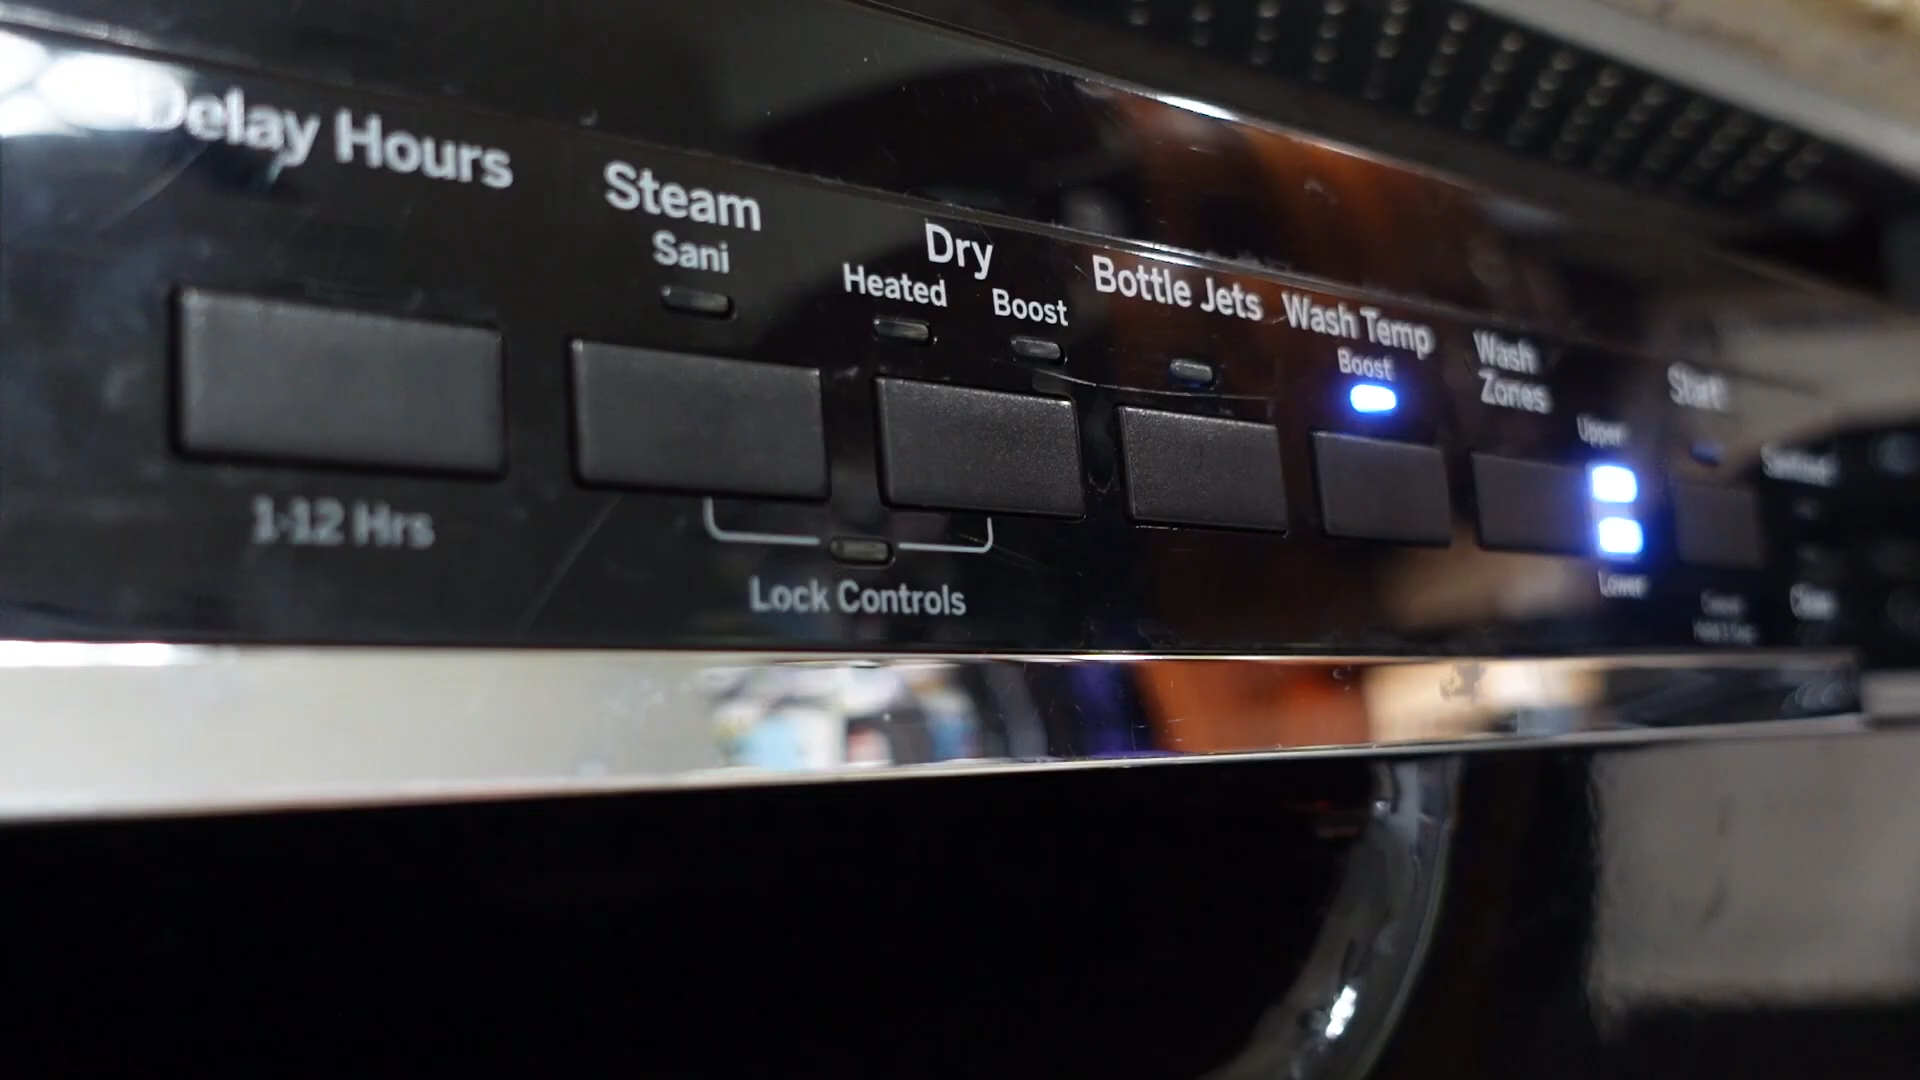 Delay Hours
1-12 Hrs
Steam
Sani
Dry
Heated
Boost
Lock Controls
Bottle Jets
Wash Temp
Boost
Wash
Zones
Upper
Lower
Start